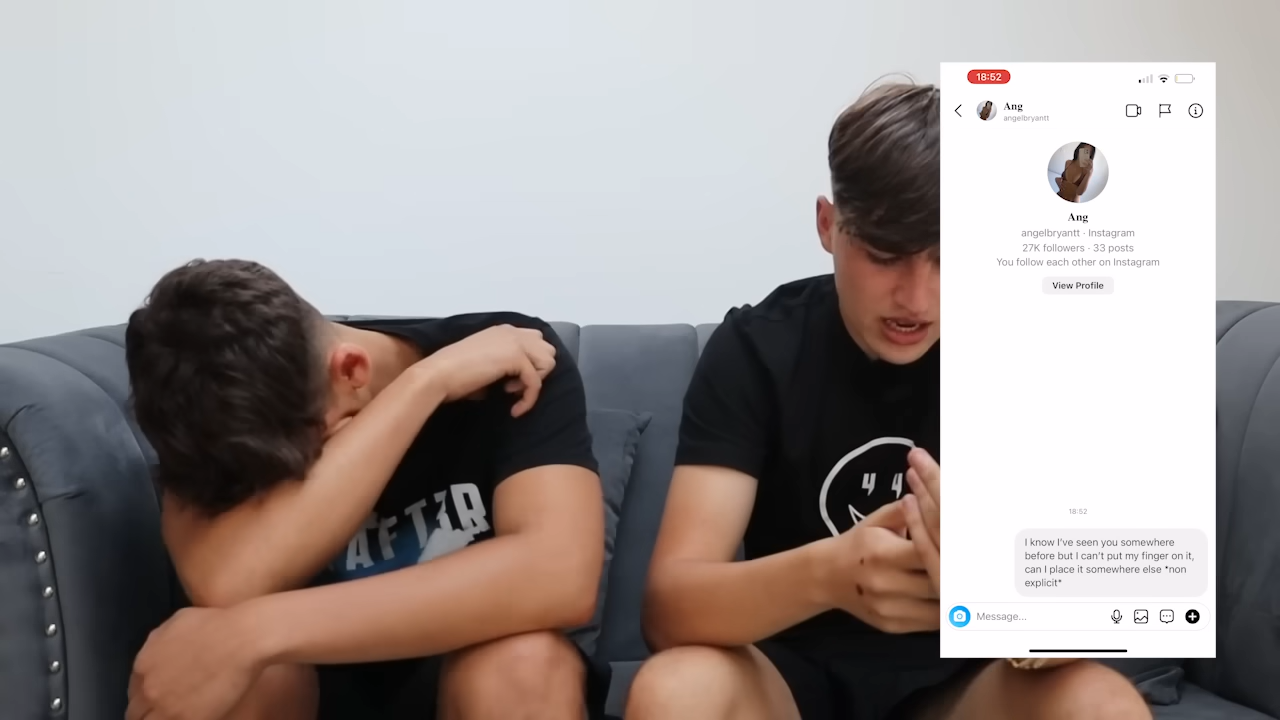 18:52
Ang
angelbryantt
Ang
angelbryantt · Instagram
27K followers · 33 posts
You follow each other on Instagram
View Profile
18:52
I know I've seen you somewhere
before but I can't put my finger on it,
can I place it somewhere else *non
explicit*
Message...
AFT3R
44